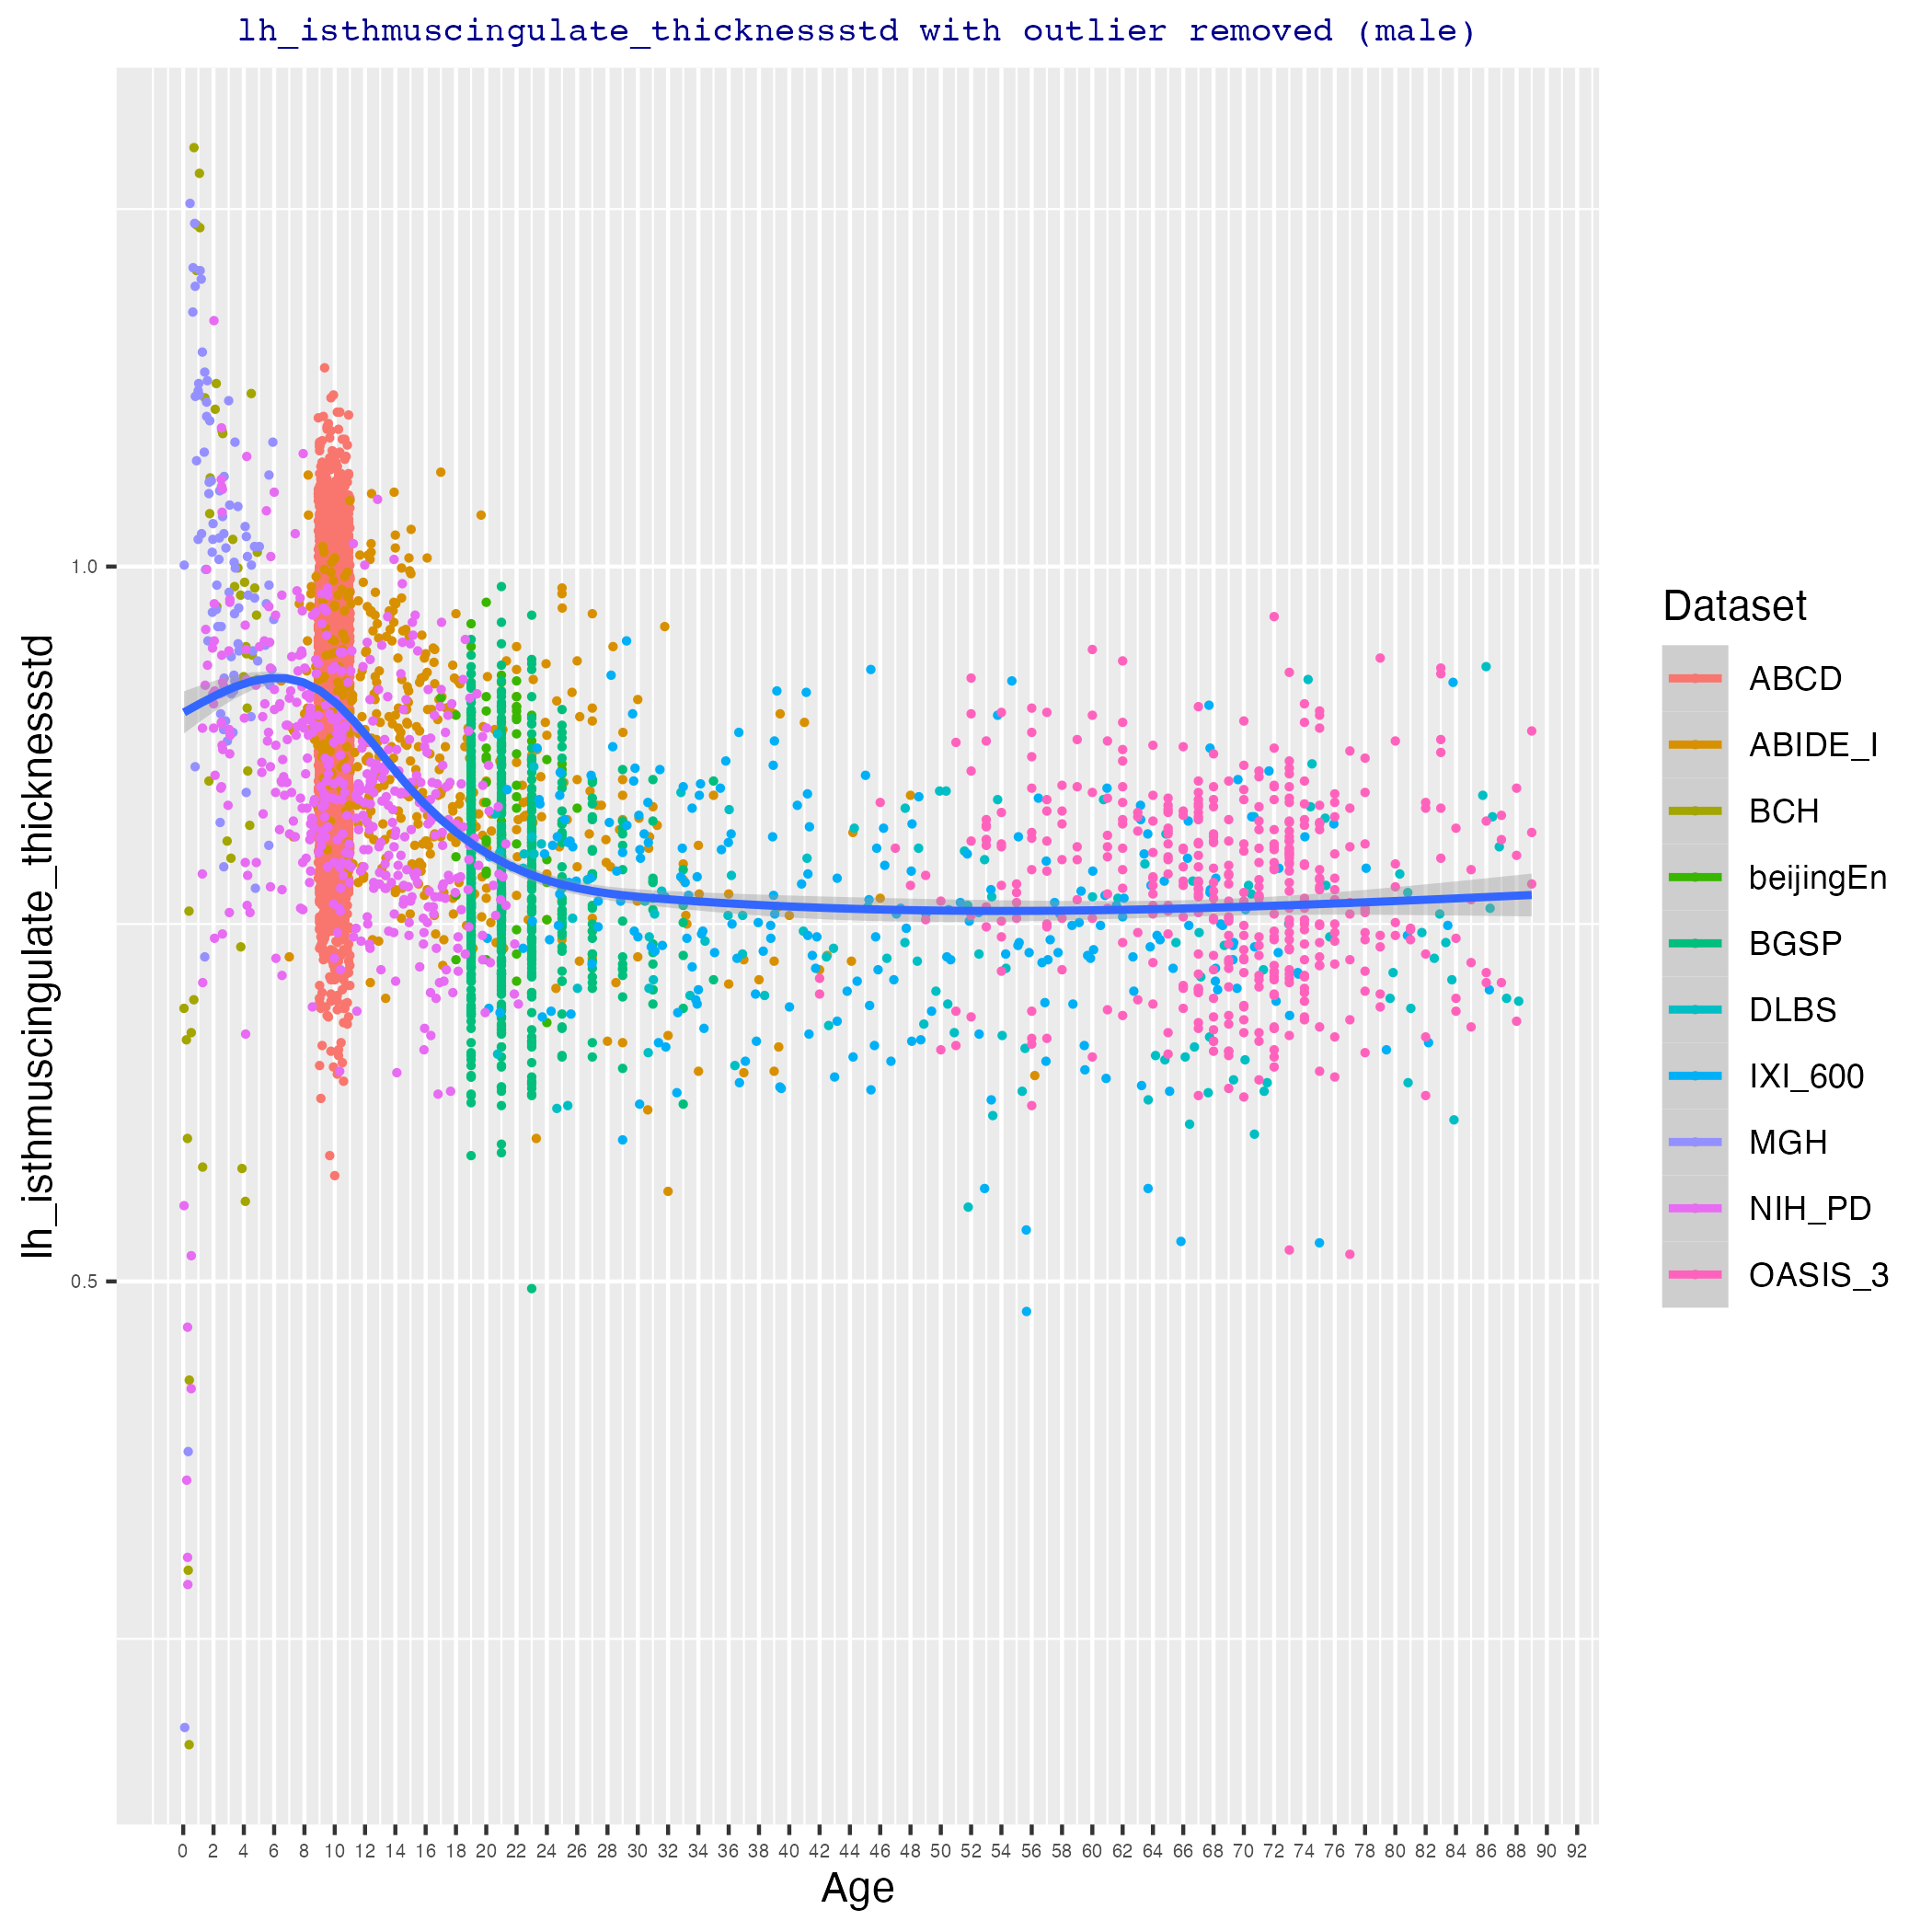 lh_isthmuscingulate_thicknessstd with outlier removed (male)
lh_isthmuscingulate_thicknessstd
1.0
0.5
0 2 4 6 8 10 12 14 16 18 20 22 24 26 28 30 32 34 36 38 40 42 44 46 48 50 52 54 56 58 60 62 64 66 68 70 72 74 76 78 80 82 84 86 88 90 92
Age
Dataset
ABCD
ABIDE_I
BCH
beijingEn
BGSP
DLBS
IXI_600
MGH
NIH_PD
OASIS_3